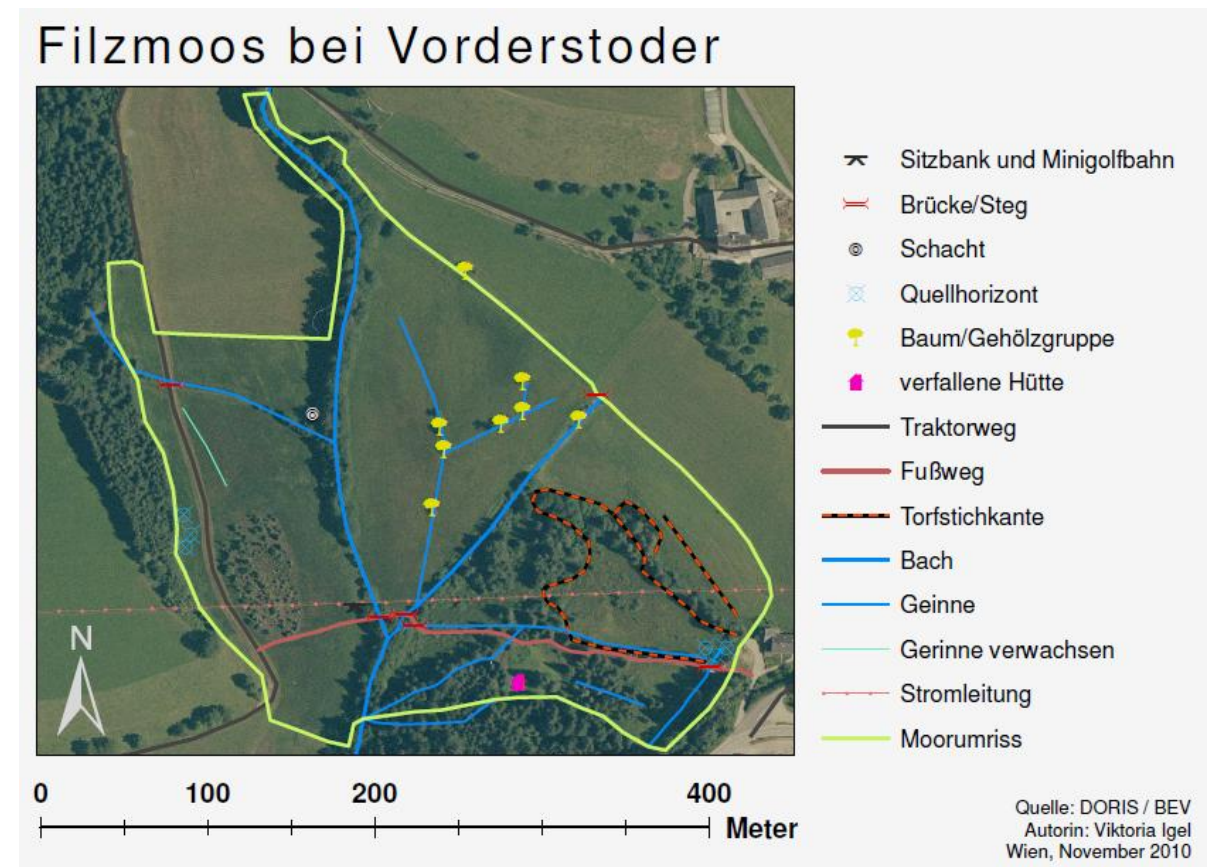 Filzmoos bei Vorderstoder
Sitzbank und Minigolfbahn
Brücke/Steg
Schacht
Quellhorizont
Baum/Gehölzgruppe
verfallene Hütte
Traktorweg
Fußweg
Torfstichkante
Bach
Geinne
Gerinne verwachsen
Stromleitung
Moorumriss
N
0 100 200 400
Meter
Quelle: DORIS / BEV
Autorin: Viktoria Igel
Wien, November 2010